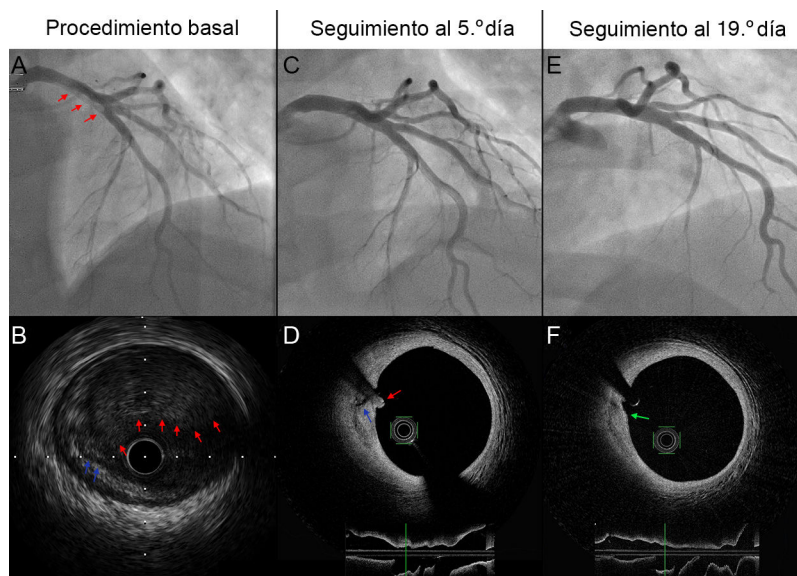 Procedimiento basal
Seguimiento al 5.º día
Seguimiento al 19.º día
A
C
E
B
D
F